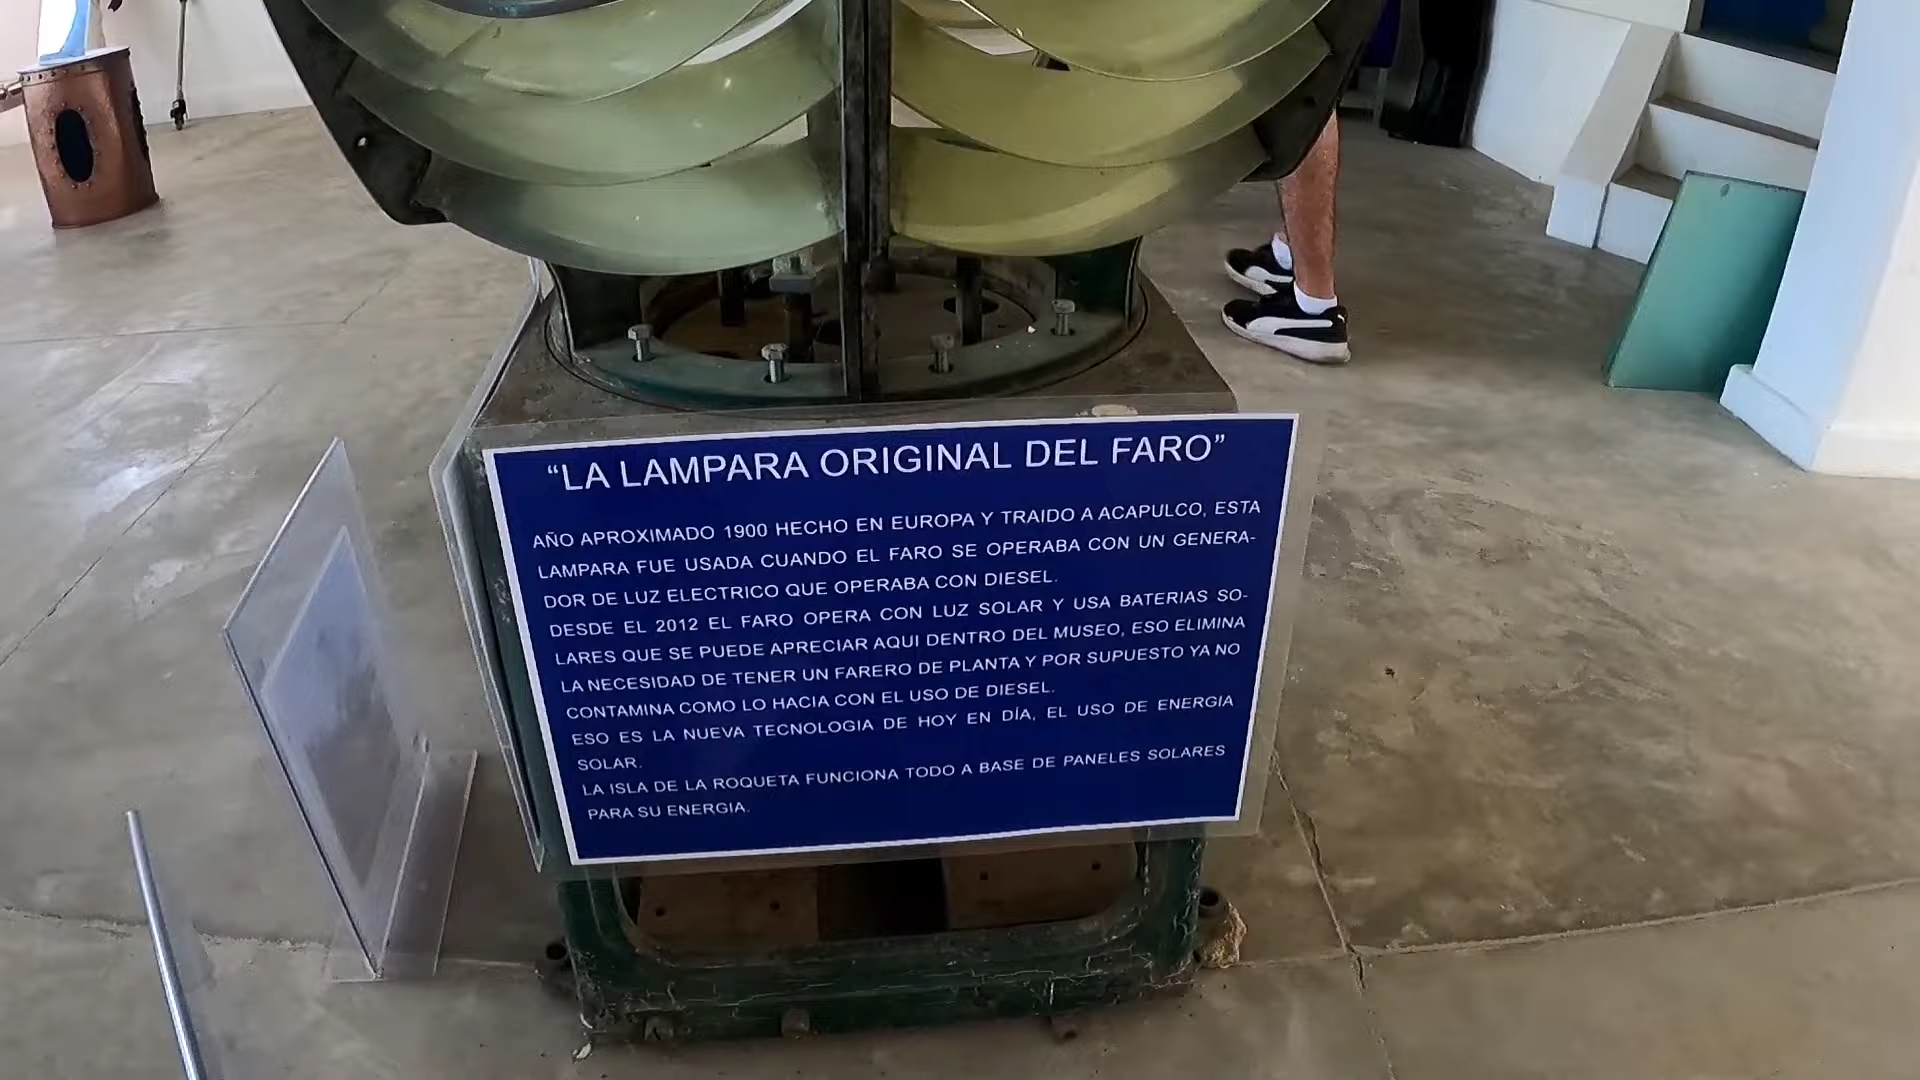 “LA LAMPARA ORIGINAL DEL FARO”
AÑO APROXIMADO 1900 HECHO EN EUROPA Y TRAIDO A ACAPULCO, ESTA
LAMPARA FUE USADA CUANDO EL FARO SE OPERABA CON UN GENERA-
DOR DE LUZ ELECTRICO QUE OPERABA CON DIESEL.
DESDE EL 2012 EL FARO OPERA CON LUZ SOLAR Y USA BATERIAS SO-
LARES QUE SE PUEDE APRECIAR AQUI DENTRO DEL MUSEO, ESO ELIMINA
LA NECESIDAD DE TENER UN FARERO DE PLANTA Y POR SUPUESTO YA NO
CONTAMINA COMO LO HACIA CON EL USO DE DIESEL.
ESO ES LA NUEVA TECNOLOGIA DE HOY EN DÍA, EL USO DE ENERGIA
SOLAR.
LA ISLA DE LA ROQUETA FUNCIONA TODO A BASE DE PANELES SOLARES
PARA SU ENERGIA.